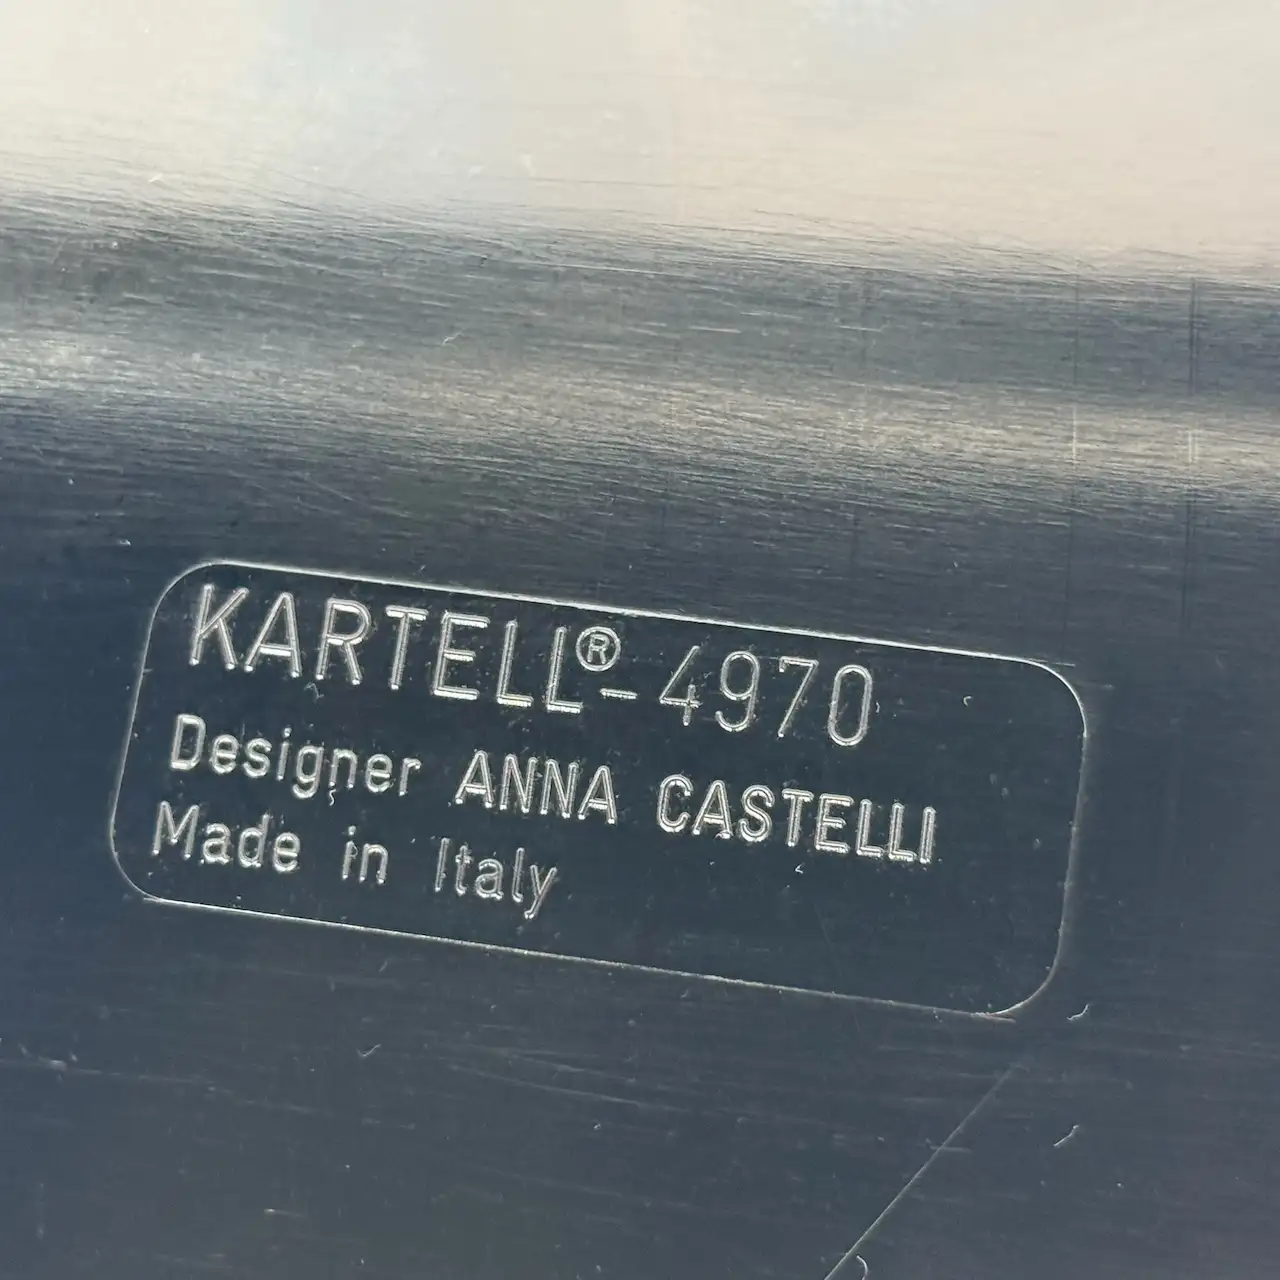 KARTELL®-4970
Designer ANNA CASTELLI
Made in Italy